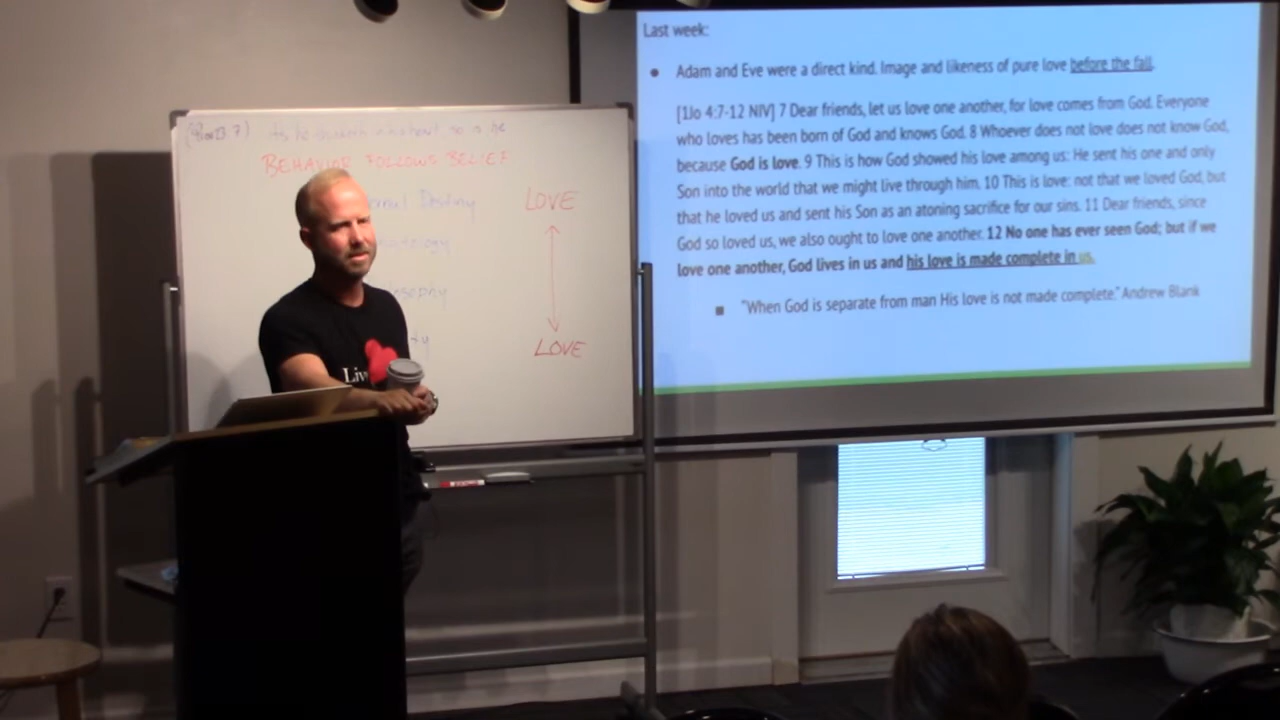 Last week:
Adam and Eve were a direct kind. Image and likeness of pure love before the fall.
[1Jo 4:7-12 NIV] 7 Dear friends, let us love one another, for love comes from God. Everyone
who loves has been born of God and knows God. 8 Whoever does not love does not know God,
because God is love. 9 This is how God showed his love among us: He sent his one and only
Son into the world that we might live through him. 10 This is love: not that we loved God, but
that he loved us and sent his Son as an atoning sacrifice for our sins. 11 Dear friends, since
God so loved us, we also ought to love one another. 12 No one has ever seen God; but if we
love one another, God lives in us and his love is made complete in us.
"When God is separate from man His love is not made complete." Andrew Blank
BEHAVIOR FOLLOWS BELIEF
Destiny
LOVE
LOVE